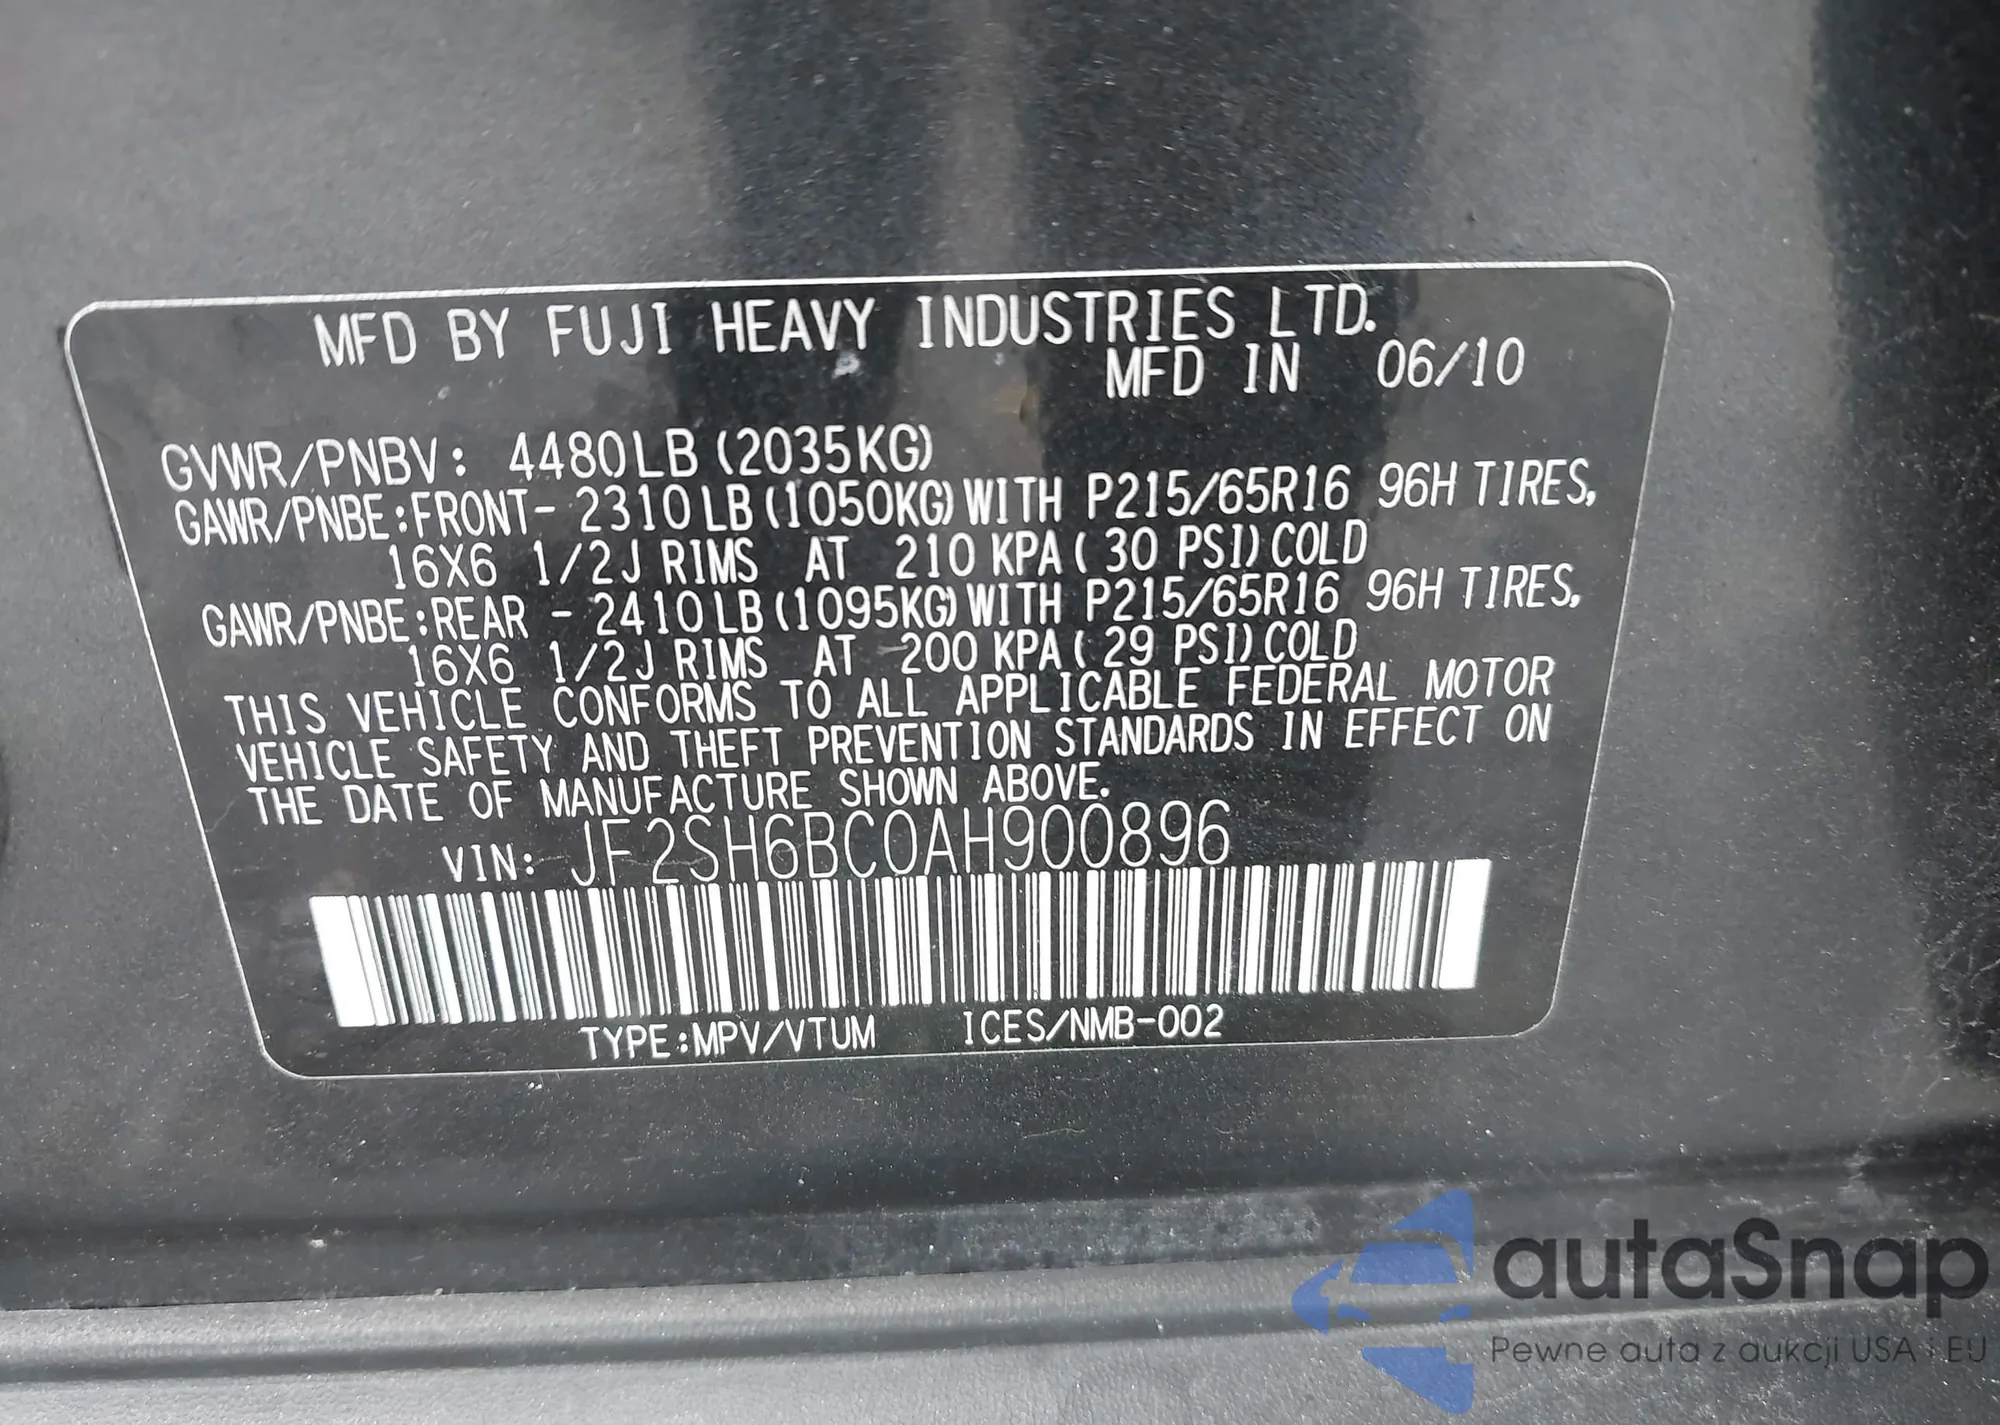 MFD BY FUJI HEAVY INDUSTRIES LTD.
MFD IN 06/10
GVWR/PNBV: 4480LB (2035KG)
GAWR/PNBE:FRONT- 2310LB(1050KG)WITH P215/65R16 96H TIRES,
16X6 1/2J RIMS AT 210 KPA( 30 PSI)COLD
GAWR/PNBE:REAR - 2410LB(1095KG)WITH P215/65R16 96H TIRES,
16X6 1/2J RIMS AT 200 KPA( 29 PSI)COLD
THIS VEHICLE CONFORMS TO ALL APPLICABLE FEDERAL MOTOR
VEHICLE SAFETY AND THEFT PREVENTION STANDARDS IN EFFECT ON
THE DATE OF MANUFACTURE SHOWN ABOVE.
VIN: JF2SH6BC0AH900896
TYPE:MPV/VTUM ICES/NMB-002
autaSnap
Pewne auta z aukcji USA i EU